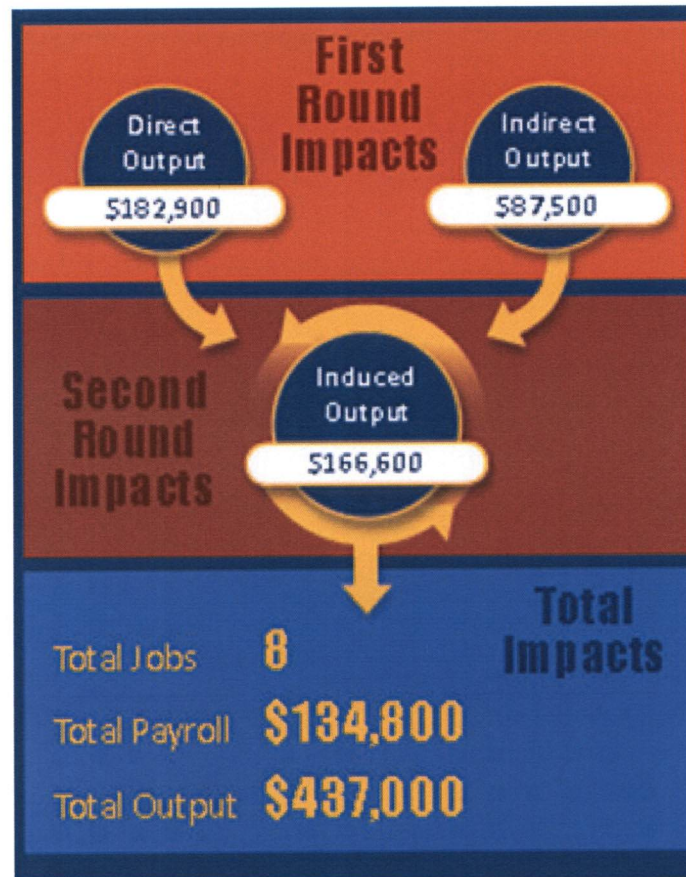 First
Round
Impacts
Direct
Output
$182,900
Indirect
Output
$87,500
Second
Round
Impacts
Induced
Output
$166,600
Total
Impacts
Total Jobs 8
Total Payroll $134,800
Total Output $437,000